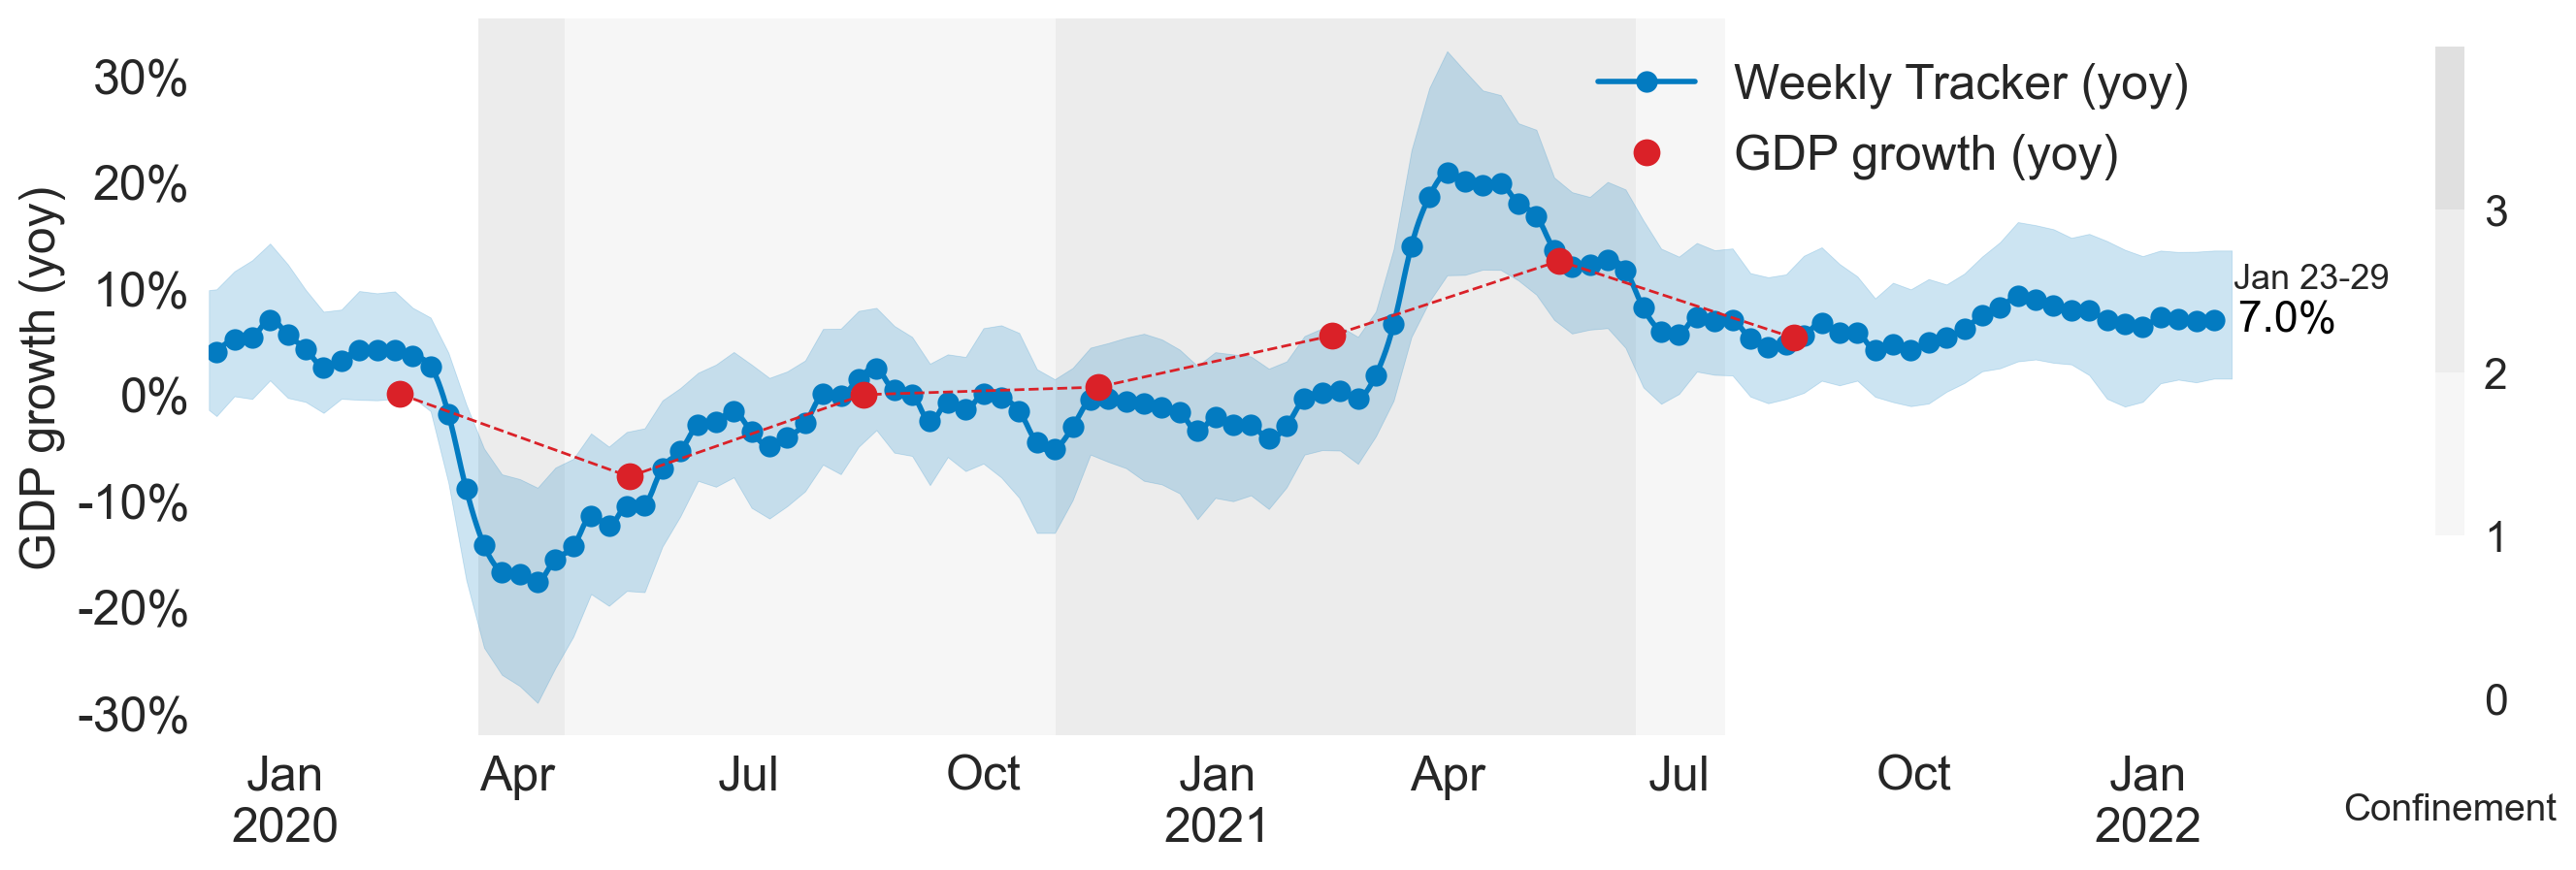 GDP growth (yoy)
30%
20%
10%
0%
-10%
-20%
-30%
Weekly Tracker (yoy)
GDP growth (yoy)
Jan 23-29
7.0%
3
2
1
0
Jan Apr Jul Oct Jan Apr Jul Oct Jan
2020 2021 2022
Confinement